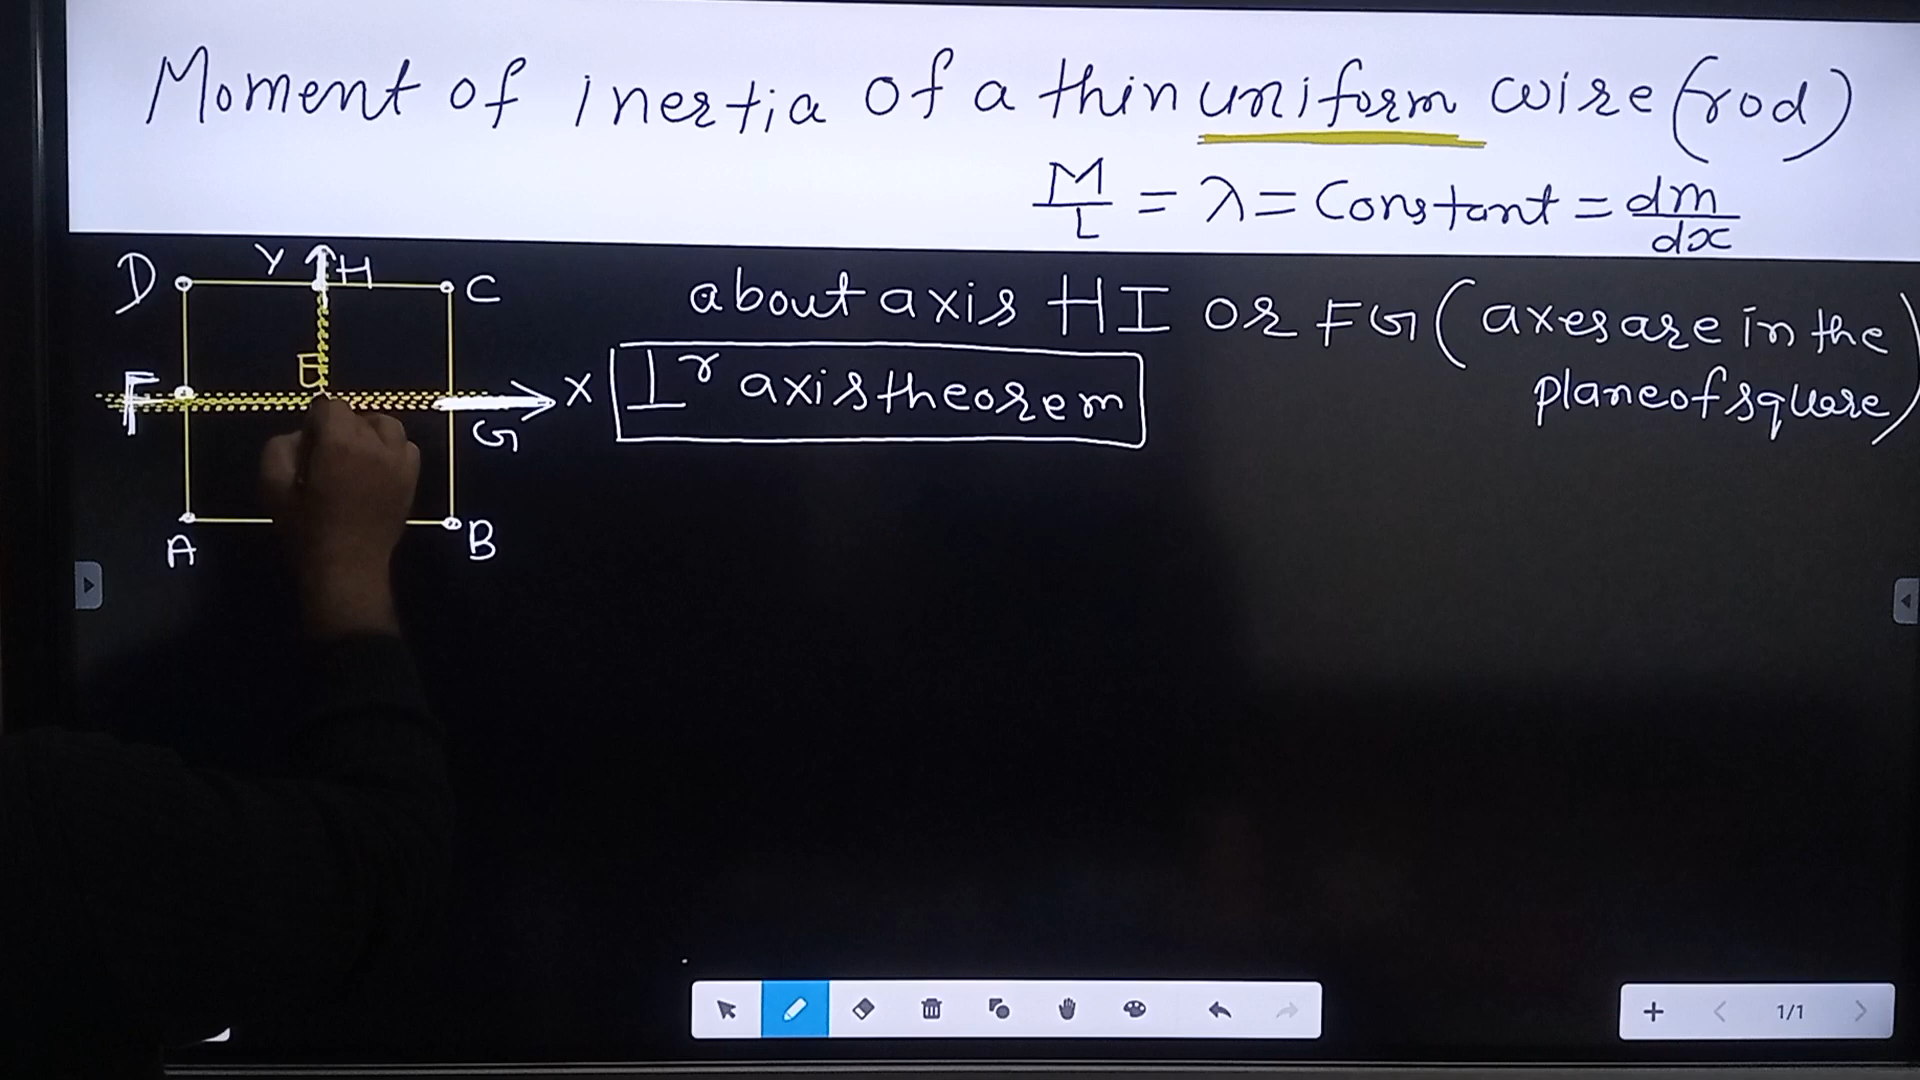 Moment of inertia of a thin uniform wire (rod)
M/L = λ = Constant = dm/dx
D Y H C
about axis HI or FG (axes are in the
plane of square)
E
F X G
⊥r axis theorem
A B
1/1